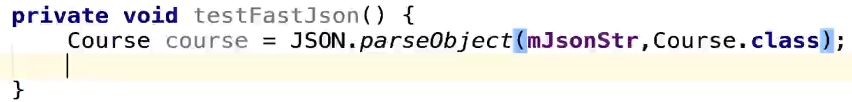 private void testFastJson() {
    Course course = JSON.parseObject(mJsonStr,Course.class);
}